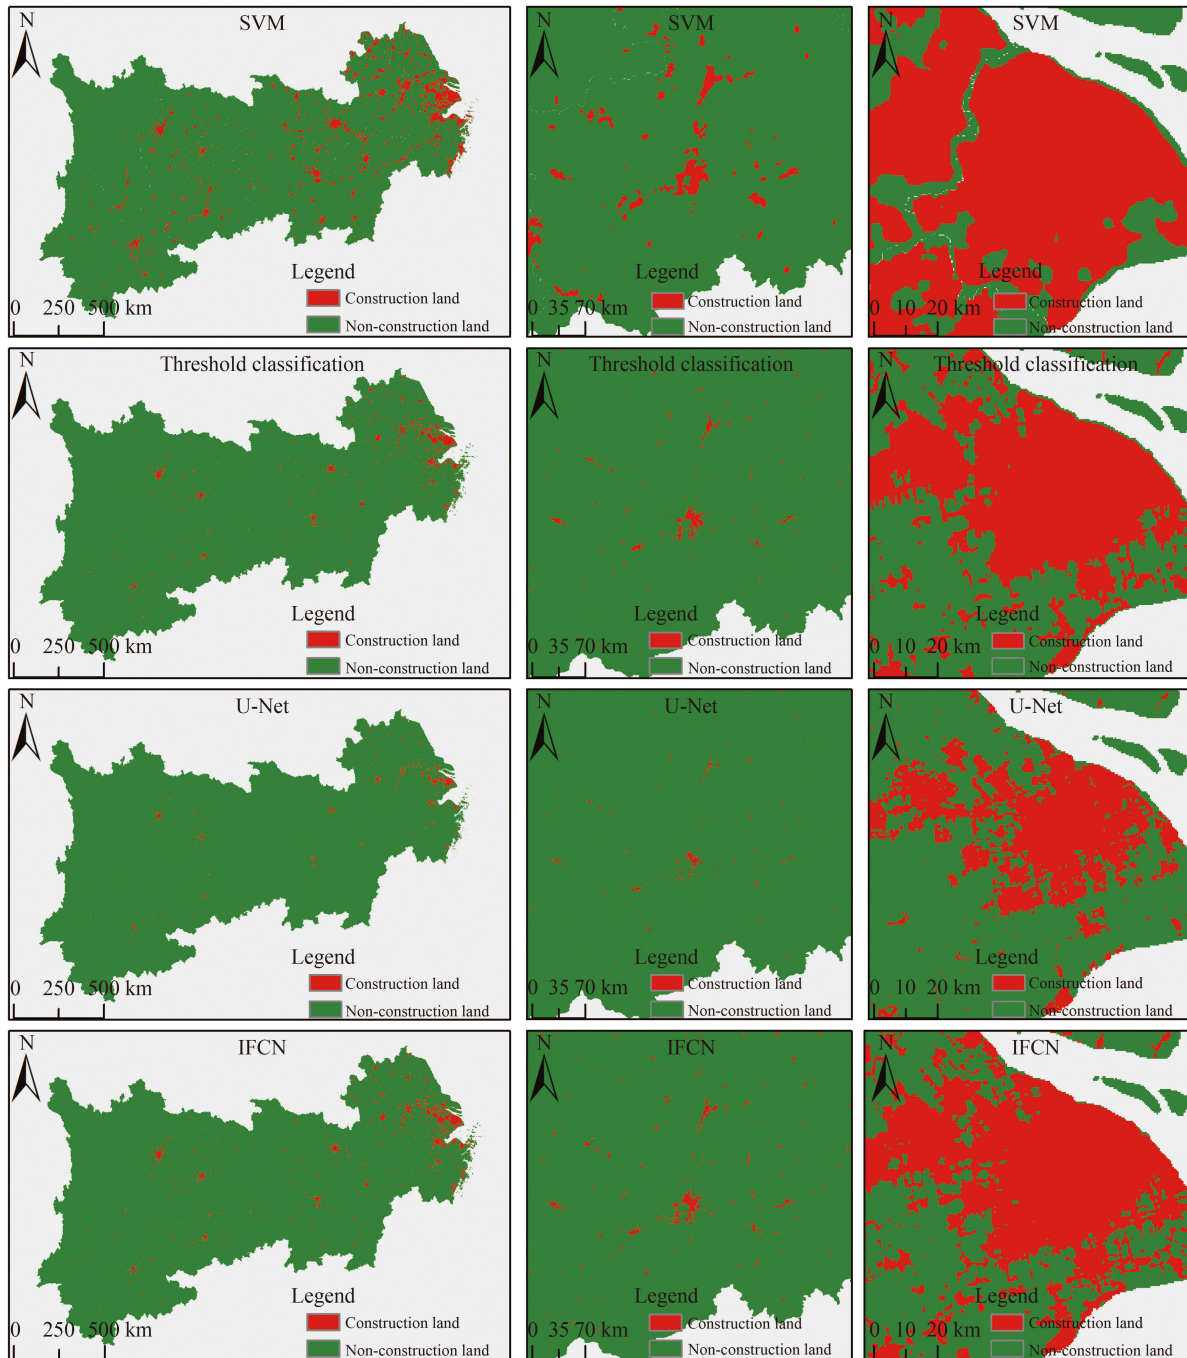 N
SVM
Legend
0 250 500 km
Construction land
Non-construction land
N
SVM
Legend
0 35 70 km
Construction land
Non-construction land
N
SVM
Legend
0 10 20 km
Construction land
Non-construction land
N
Threshold classification
Legend
0 250 500 km
Construction land
Non-construction land
N
Threshold classification
Legend
0 35 70 km
Construction land
Non-construction land
N
Threshold classification
Legend
0 10 20 km
Construction land
Non-construction land
N
U-Net
Legend
0 250 500 km
Construction land
Non-construction land
N
U-Net
Legend
0 35 70 km
Construction land
Non-construction land
N
U-Net
Legend
0 10 20 km
Construction land
Non-construction land
N
IFCN
Legend
0 250 500 km
Construction land
Non-construction land
N
IFCN
Legend
0 35 70 km
Construction land
Non-construction land
N
IFCN
Legend
0 10 20 km
Construction land
Non-construction land